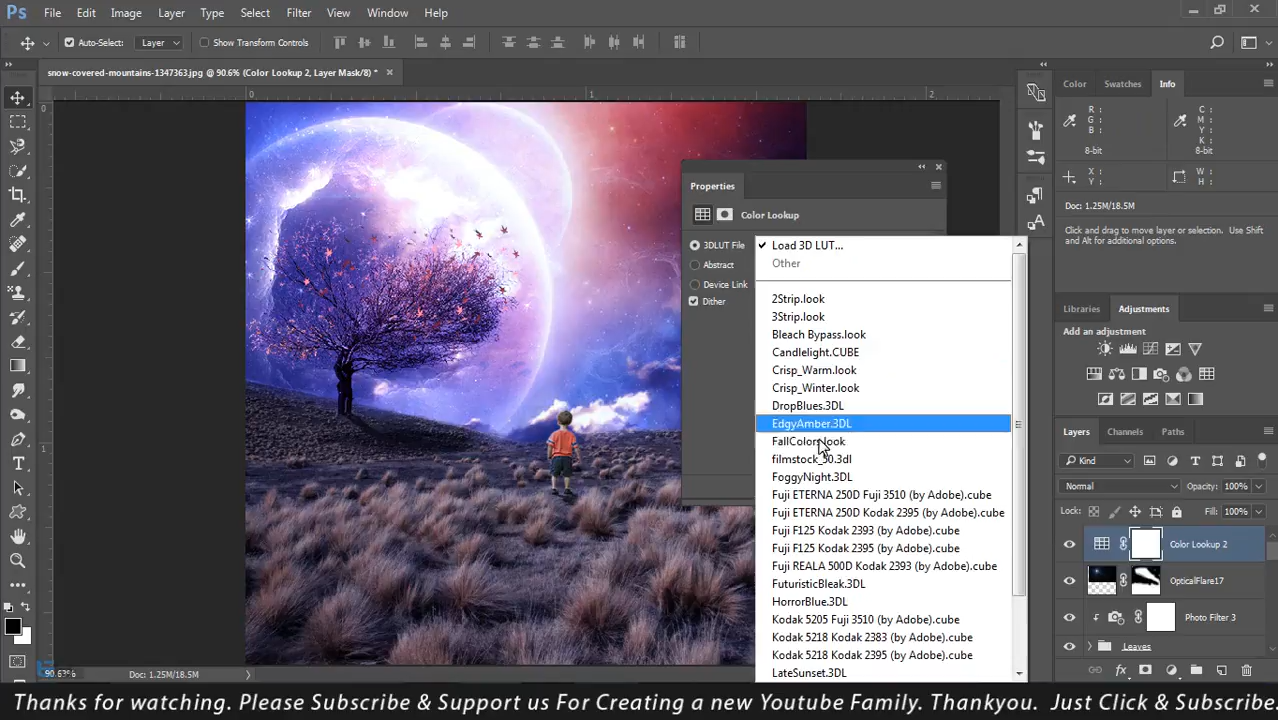 Ps File Edit Image Layer Type Select Filter 3D View Window Help
Auto-Select: Layer Show Transform Controls
snow-covered-mountains-1347363.jpg @ 90.6% (Color Lookup 2, Layer Mask/8) *
0 1 2
Color Swatches Info
R : C :
G : M :
B : Y :
K :
8-bit 8-bit
X : W :
Y : H :
Doc: 1.25M/18.5M
Click and drag to move layer or selection. Use Shift and Alt for additional options.
Properties
Color Lookup
3DLUT File
Abstract
Device Link
Dither
Load 3D LUT...
Other
2Strip.look
3Strip.look
Bleach Bypass.look
Candlelight.CUBE
Crisp_Warm.look
Crisp_Winter.look
DropBlues.3DL
EdgyAmber.3DL
FallColors.look
filmstock_50.3dl
FoggyNight.3DL
Fuji ETERNA 250D Fuji 3510 (by Adobe).cube
Fuji ETERNA 250D Kodak 2395 (by Adobe).cube
Fuji F125 Kodak 2393 (by Adobe).cube
Fuji F125 Kodak 2395 (by Adobe).cube
Fuji REALA 500D Kodak 2393 (by Adobe).cube
FuturisticBleak.3DL
HorrorBlue.3DL
Kodak 5205 Fuji 3510 (by Adobe).cube
Kodak 5218 Kodak 2383 (by Adobe).cube
Kodak 5218 Kodak 2395 (by Adobe).cube
LateSunset.3DL
Libraries Adjustments
Add an adjustment
Layers Channels Paths
Kind
Normal Opacity: 100%
Lock: Fill: 100%
Color Lookup 2
OpticalFlare17
Photo Filter 3
Leaves
90.63% Doc: 1.25M/18.5M
Thanks for watching. Please Subscribe & Support us For Creating a new Youtube Family. Thankyou. Just Click & Subscribe.